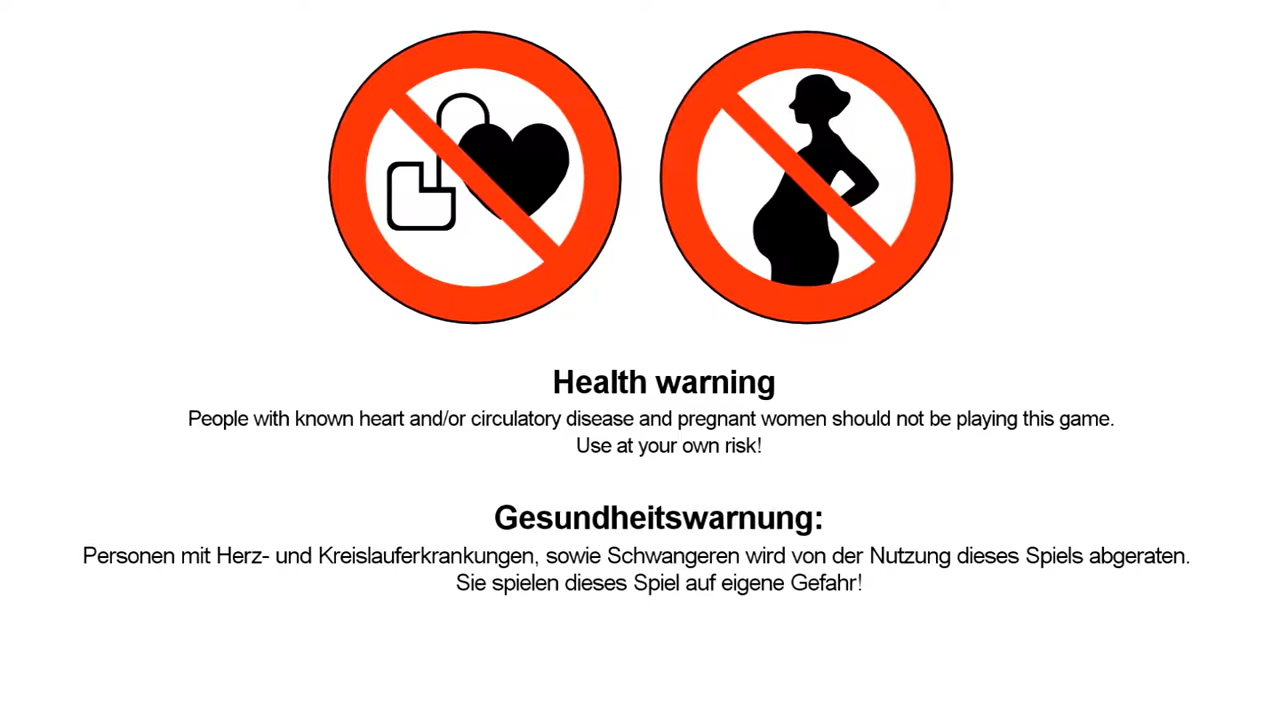 Health warning
People with known heart and/or circulatory disease and pregnant women should not be playing this game.
Use at your own risk!
Gesundheitswarnung:
Personen mit Herz- und Kreislauferkrankungen, sowie Schwangeren wird von der Nutzung dieses Spiels abgeraten.
Sie spielen dieses Spiel auf eigene Gefahr!